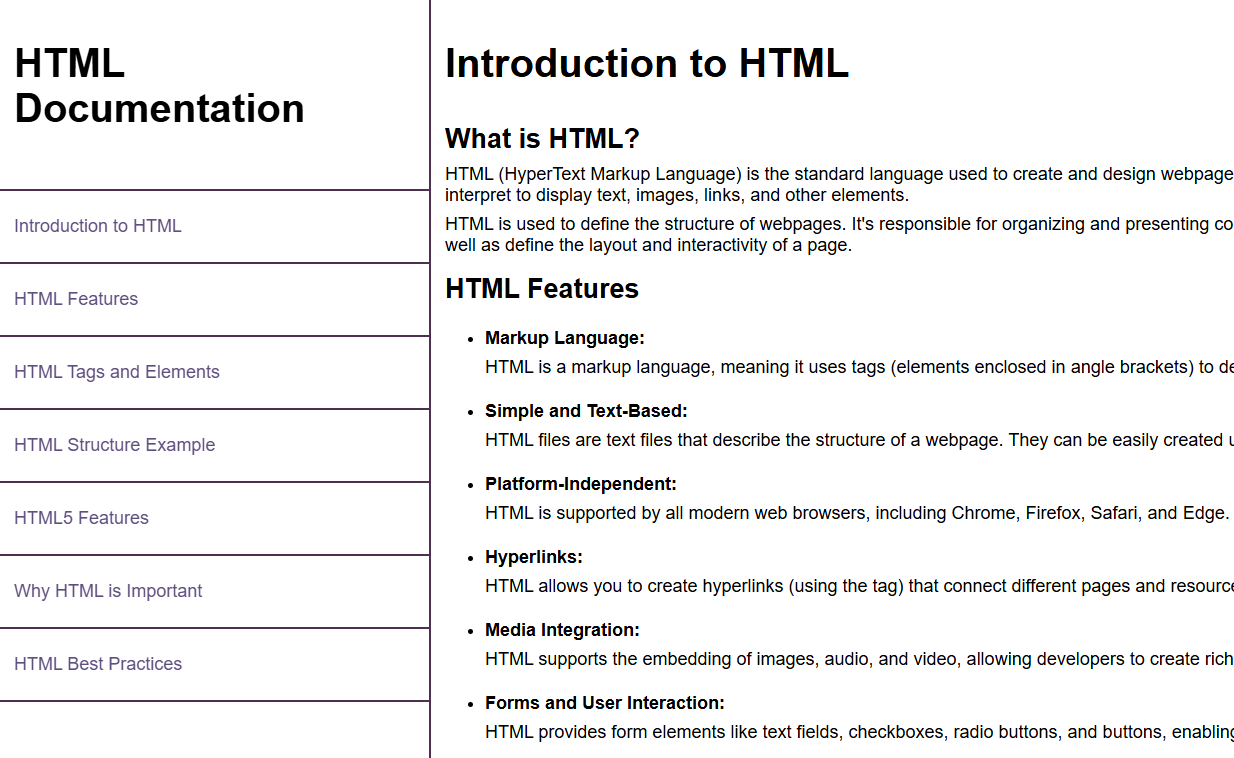 HTML
Documentation
Introduction to HTML
HTML Features
HTML Tags and Elements
HTML Structure Example
HTML5 Features
Why HTML is Important
HTML Best Practices
Introduction to HTML
What is HTML?
HTML (HyperText Markup Language) is the standard language used to create and design webpage
interpret to display text, images, links, and other elements.
HTML is used to define the structure of webpages. It's responsible for organizing and presenting co
well as define the layout and interactivity of a page.
HTML Features
• Markup Language:
HTML is a markup language, meaning it uses tags (elements enclosed in angle brackets) to de
• Simple and Text-Based:
HTML files are text files that describe the structure of a webpage. They can be easily created u
• Platform-Independent:
HTML is supported by all modern web browsers, including Chrome, Firefox, Safari, and Edge.
• Hyperlinks:
HTML allows you to create hyperlinks (using the tag) that connect different pages and resource
• Media Integration:
HTML supports the embedding of images, audio, and video, allowing developers to create rich
• Forms and User Interaction:
HTML provides form elements like text fields, checkboxes, radio buttons, and buttons, enabling